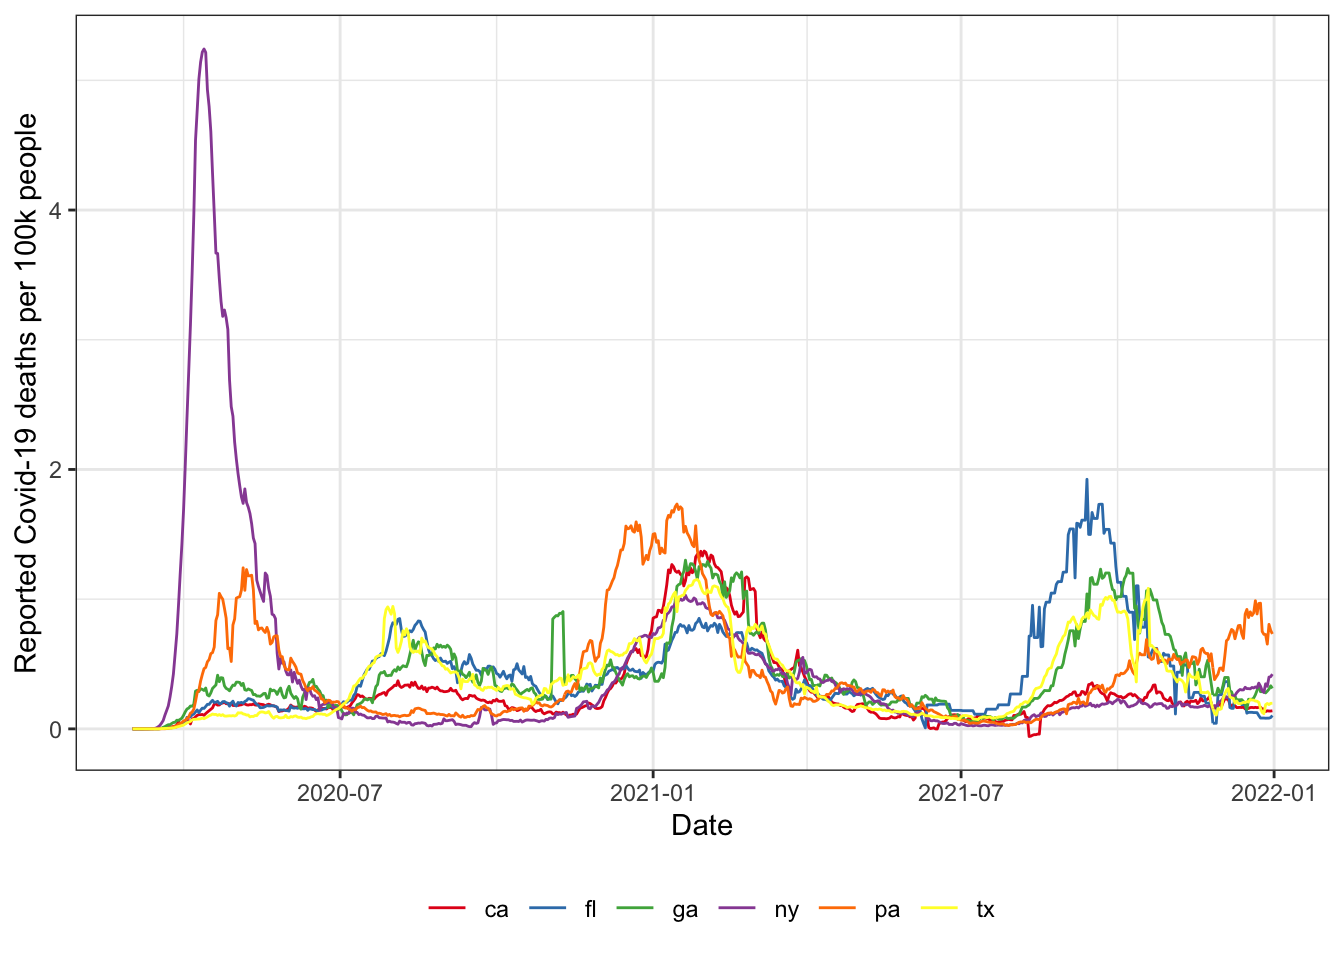 Reported Covid-19 deaths per 100k people
4
2
0
2020-07 2021-01 2021-07 2022-01
Date
ca fl ga ny pa tx